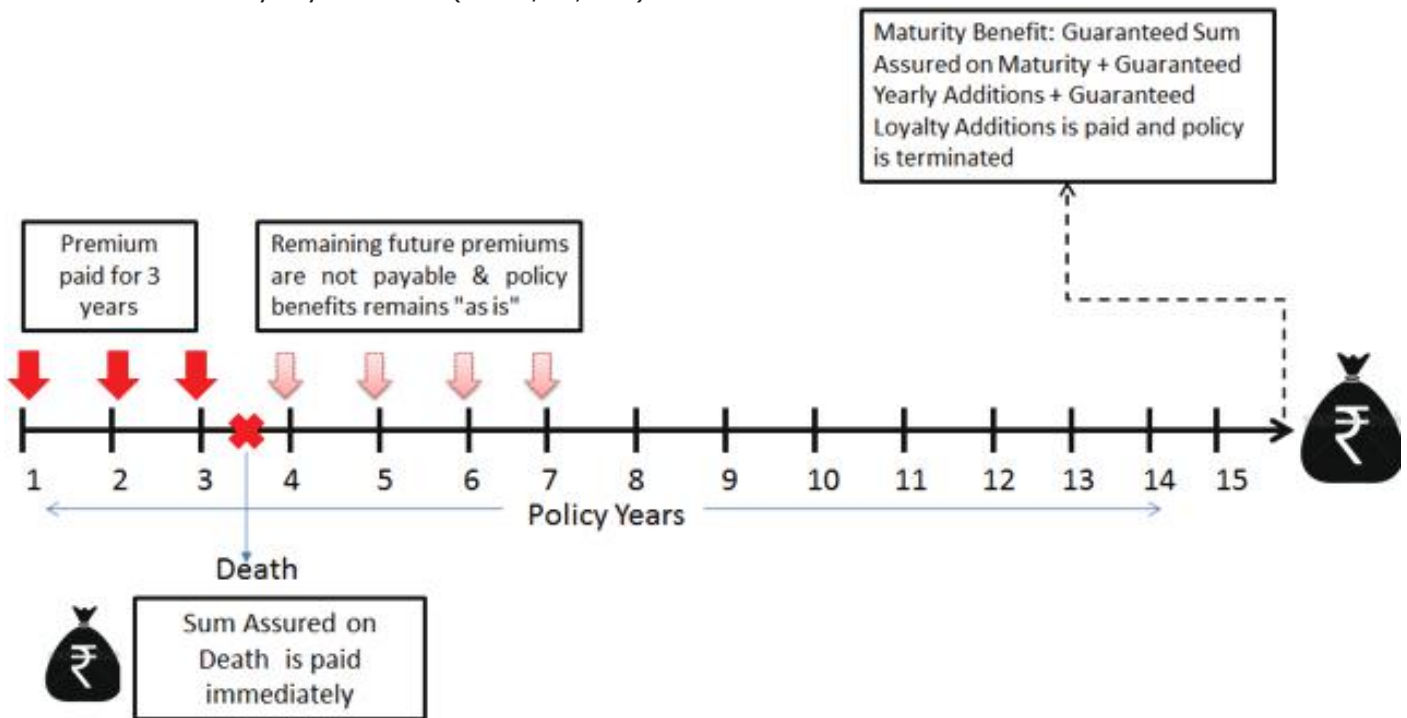 Maturity Benefit: Guaranteed Sum
Assured on Maturity + Guaranteed
Yearly Additions + Guaranteed
Loyalty Additions is paid and policy
is terminated
Premium
paid for 3
years
Remaining future premiums
are not payable & policy
benefits remains "as is"
1 2 3 4 5 6 7 8 9 10 11 12 13 14 15
Policy Years
Death
Sum Assured on
Death is paid
immediately
₹
₹